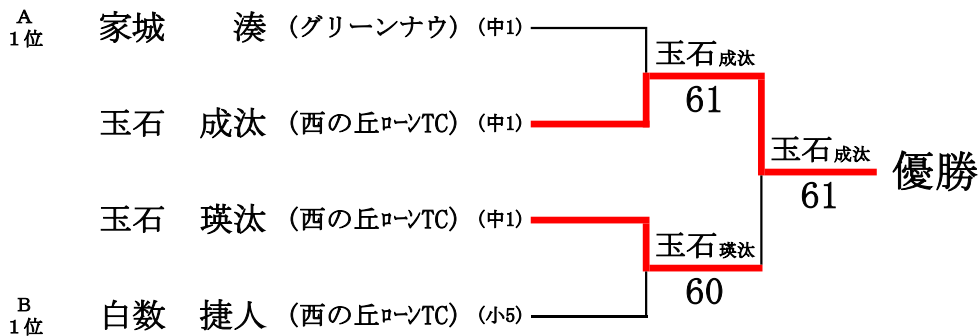 A
1位
家城 湊 (グリーンナウ) (中1)
玉石 成汰
61
玉石 成汰 (西の丘ﾛｰﾝTC) (中1)
玉石 成汰 優勝
61
玉石 瑛汰 (西の丘ﾛｰﾝTC) (中1)
玉石 瑛汰
60
B
1位
白数 捷人 (西の丘ﾛｰﾝTC) (小5)